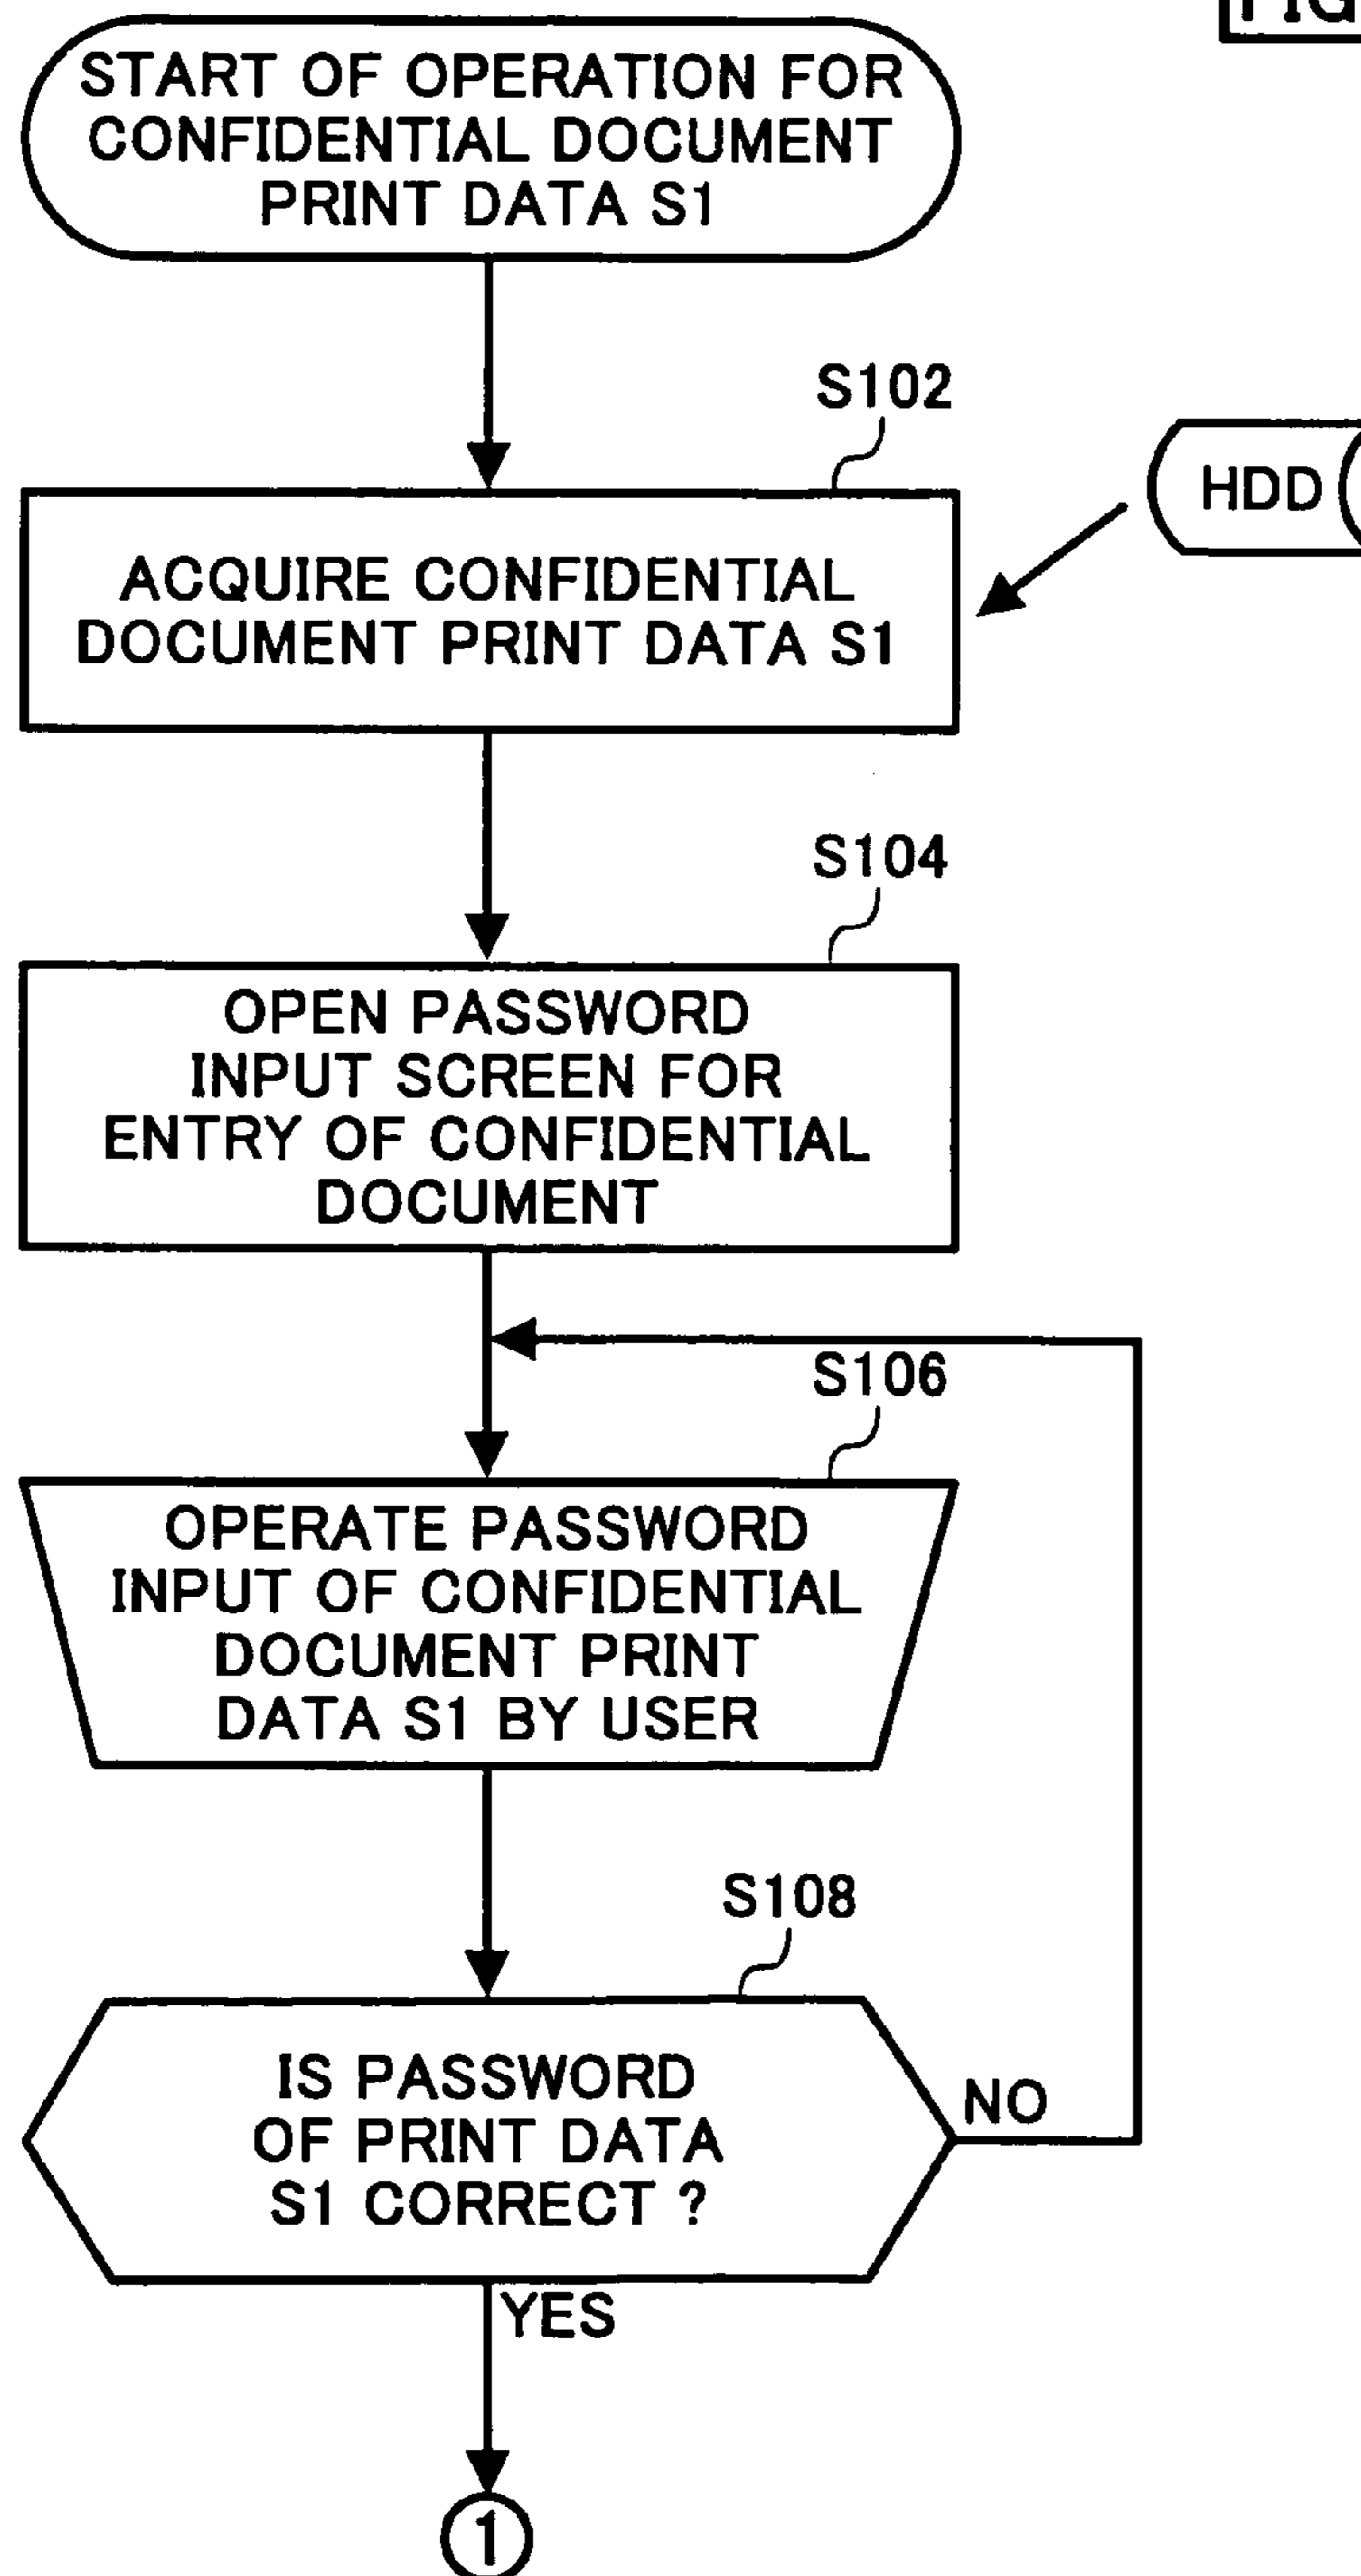 FIG
START OF OPERATION FOR
CONFIDENTIAL DOCUMENT
PRINT DATA S1
S102
HDD
ACQUIRE CONFIDENTIAL
DOCUMENT PRINT DATA S1
S104
OPEN PASSWORD
INPUT SCREEN FOR
ENTRY OF CONFIDENTIAL
DOCUMENT
S106
OPERATE PASSWORD
INPUT OF CONFIDENTIAL
DOCUMENT PRINT
DATA S1 BY USER
S108
IS PASSWORD
OF PRINT DATA
S1 CORRECT ?
NO
YES
1